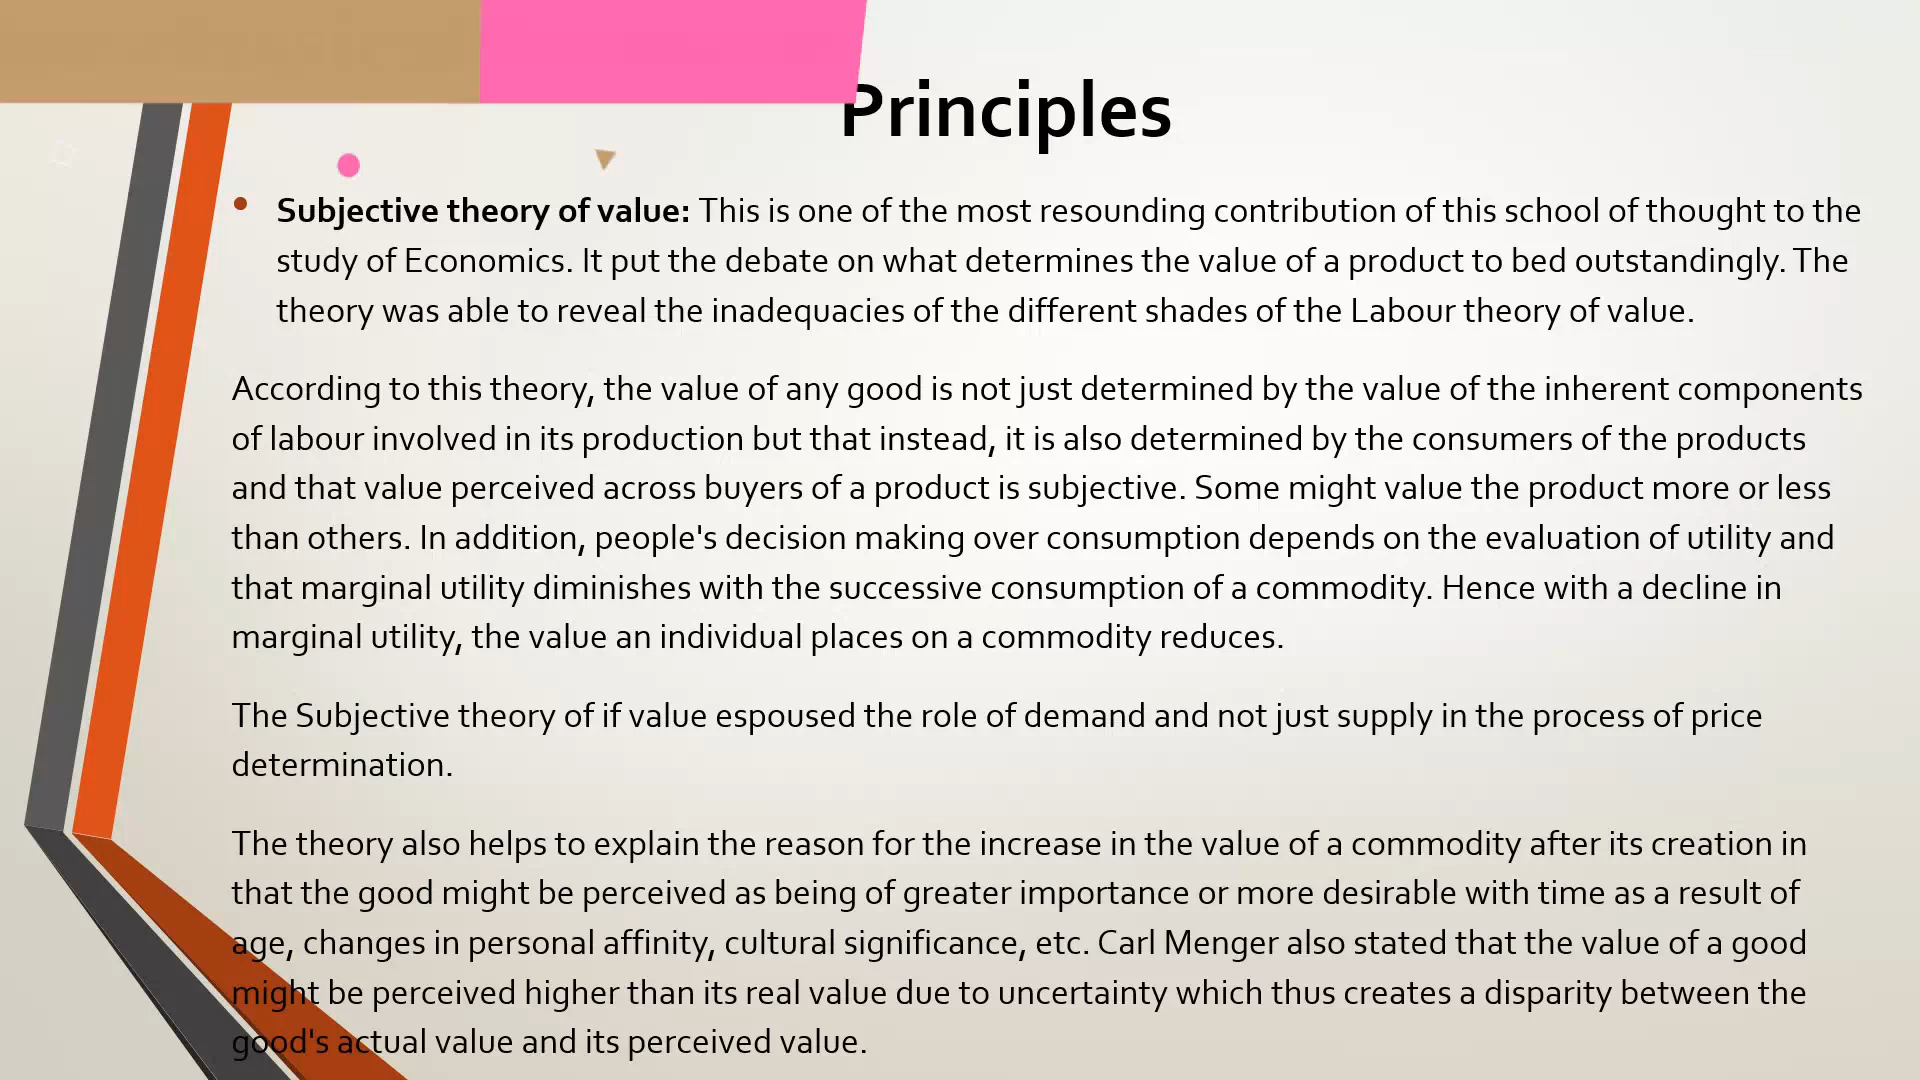 Principles
• Subjective theory of value: This is one of the most resounding contribution of this school of thought to the
study of Economics. It put the debate on what determines the value of a product to bed outstandingly. The
theory was able to reveal the inadequacies of the different shades of the Labour theory of value.
According to this theory, the value of any good is not just determined by the value of the inherent components
of labour involved in its production but that instead, it is also determined by the consumers of the products
and that value perceived across buyers of a product is subjective. Some might value the product more or less
than others. In addition, people's decision making over consumption depends on the evaluation of utility and
that marginal utility diminishes with the successive consumption of a commodity. Hence with a decline in
marginal utility, the value an individual places on a commodity reduces.
The Subjective theory of if value espoused the role of demand and not just supply in the process of price
determination.
The theory also helps to explain the reason for the increase in the value of a commodity after its creation in
that the good might be perceived as being of greater importance or more desirable with time as a result of
age, changes in personal affinity, cultural significance, etc. Carl Menger also stated that the value of a good
might be perceived higher than its real value due to uncertainty which thus creates a disparity between the
good's actual value and its perceived value.